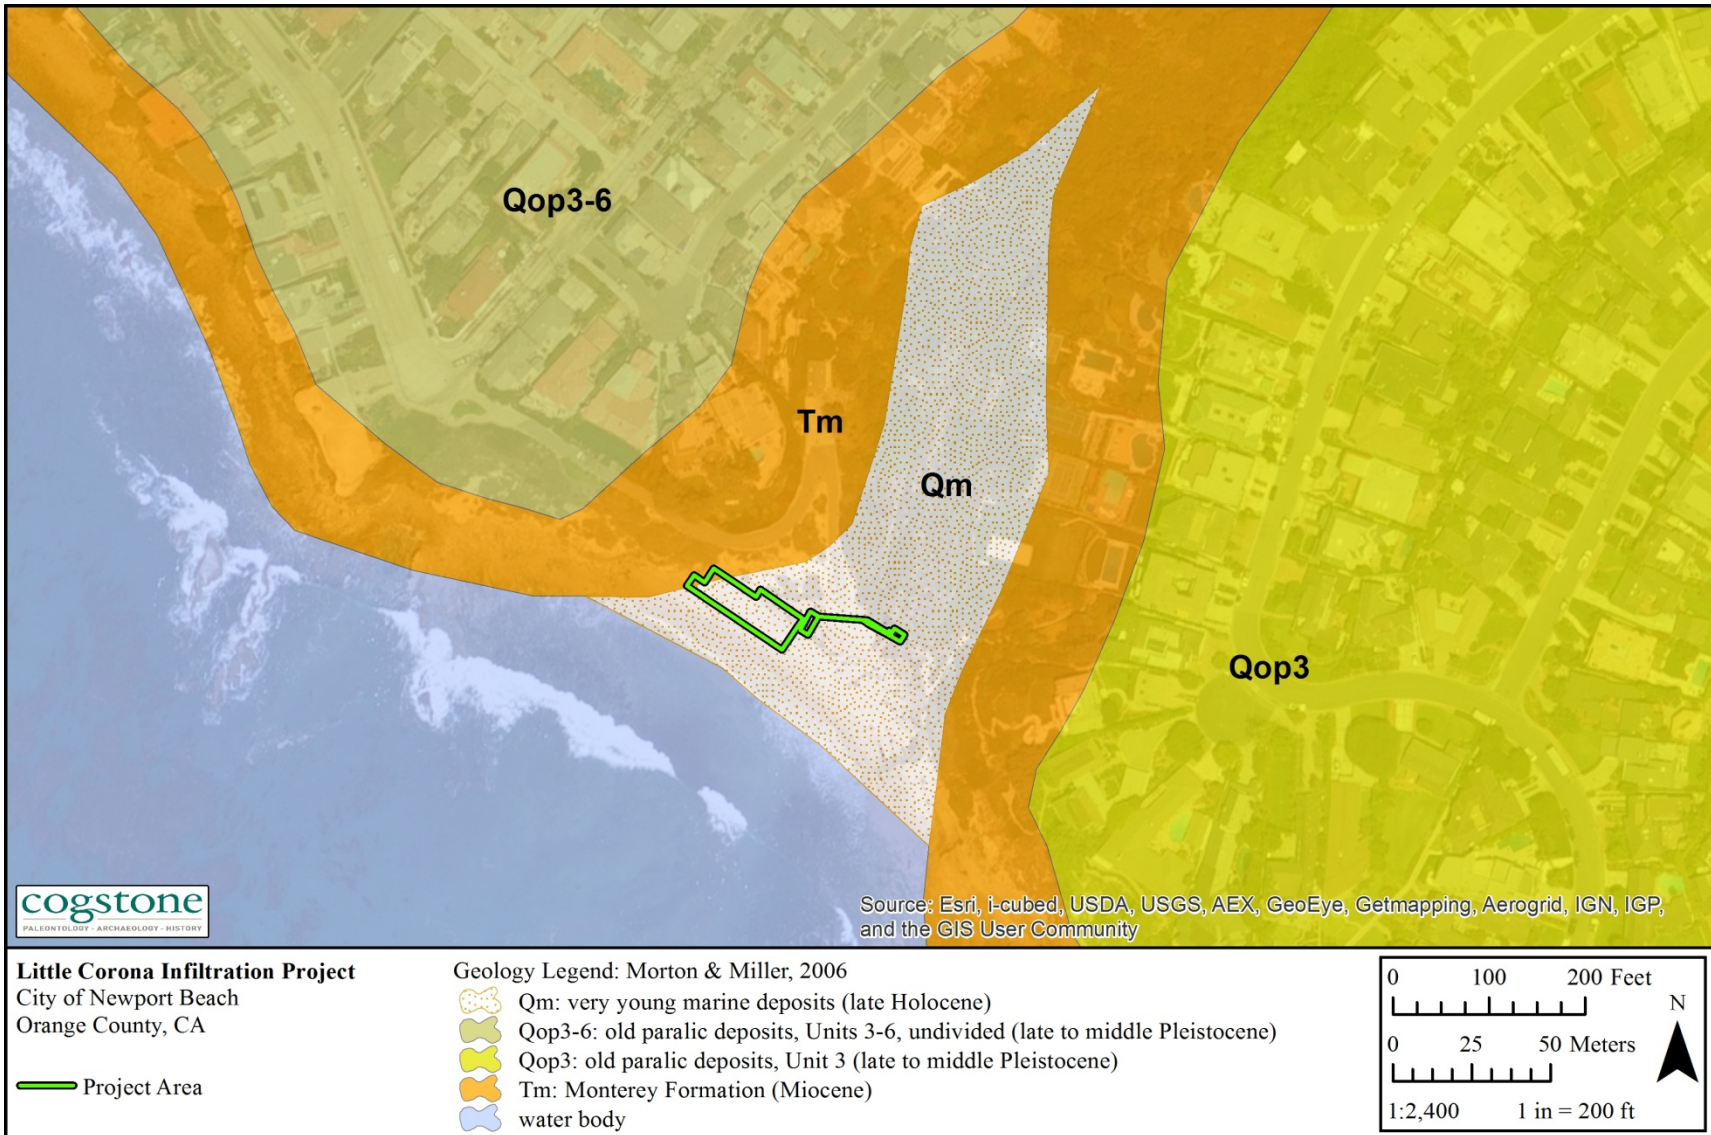 Qop3-6
Tm
Qm
Qop3
cogstone
PALEONTOLOGY - ARCHAEOLOGY - HISTORY
Source: Esri, i-cubed, USDA, USGS, AEX, GeoEye, Getmapping, Aerogrid, IGN, IGP,
and the GIS User Community
Little Corona Infiltration Project
City of Newport Beach
Orange County, CA
Project Area
Geology Legend: Morton & Miller, 2006
Qm: very young marine deposits (late Holocene)
Qop3-6: old paralic deposits, Units 3-6, undivided (late to middle Pleistocene)
Qop3: old paralic deposits, Unit 3 (late to middle Pleistocene)
Tm: Monterey Formation (Miocene)
water body
0 100 200 Feet
N
0 25 50 Meters
1:2,400 1 in = 200 ft